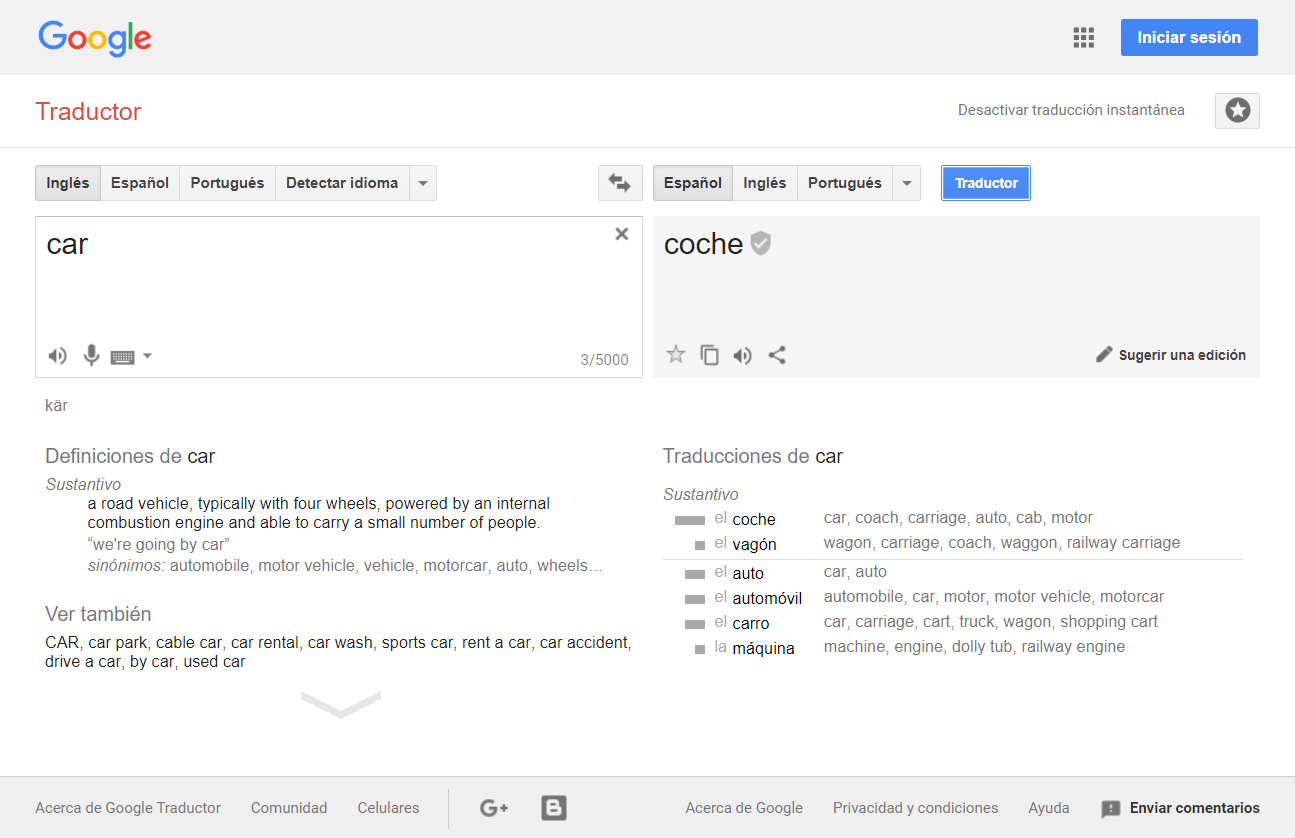 Google
Iniciar sesión
Traductor
Desactivar traducción instantánea
Inglés Español Portugués Detectar idioma
Español Inglés Portugués Traductor
car
3/5000
coche
Sugerir una edición
kär
Definiciones de car
Sustantivo
a road vehicle, typically with four wheels, powered by an internal
combustion engine and able to carry a small number of people.
“we're going by car”
sinónimos: automobile, motor vehicle, vehicle, motorcar, auto, wheels…
Ver también
CAR, car park, cable car, car rental, car wash, sports car, rent a car, car accident,
drive a car, by car, used car
Traducciones de car
Sustantivo
el coche car, coach, carriage, auto, cab, motor
el vagón wagon, carriage, coach, waggon, railway carriage
el auto car, auto
el automóvil automobile, car, motor, motor vehicle, motorcar
el carro car, carriage, cart, truck, wagon, shopping cart
la máquina machine, engine, dolly tub, railway engine
Acerca de Google Traductor Comunidad Celulares G+ B Acerca de Google Privacidad y condiciones Ayuda Enviar comentarios